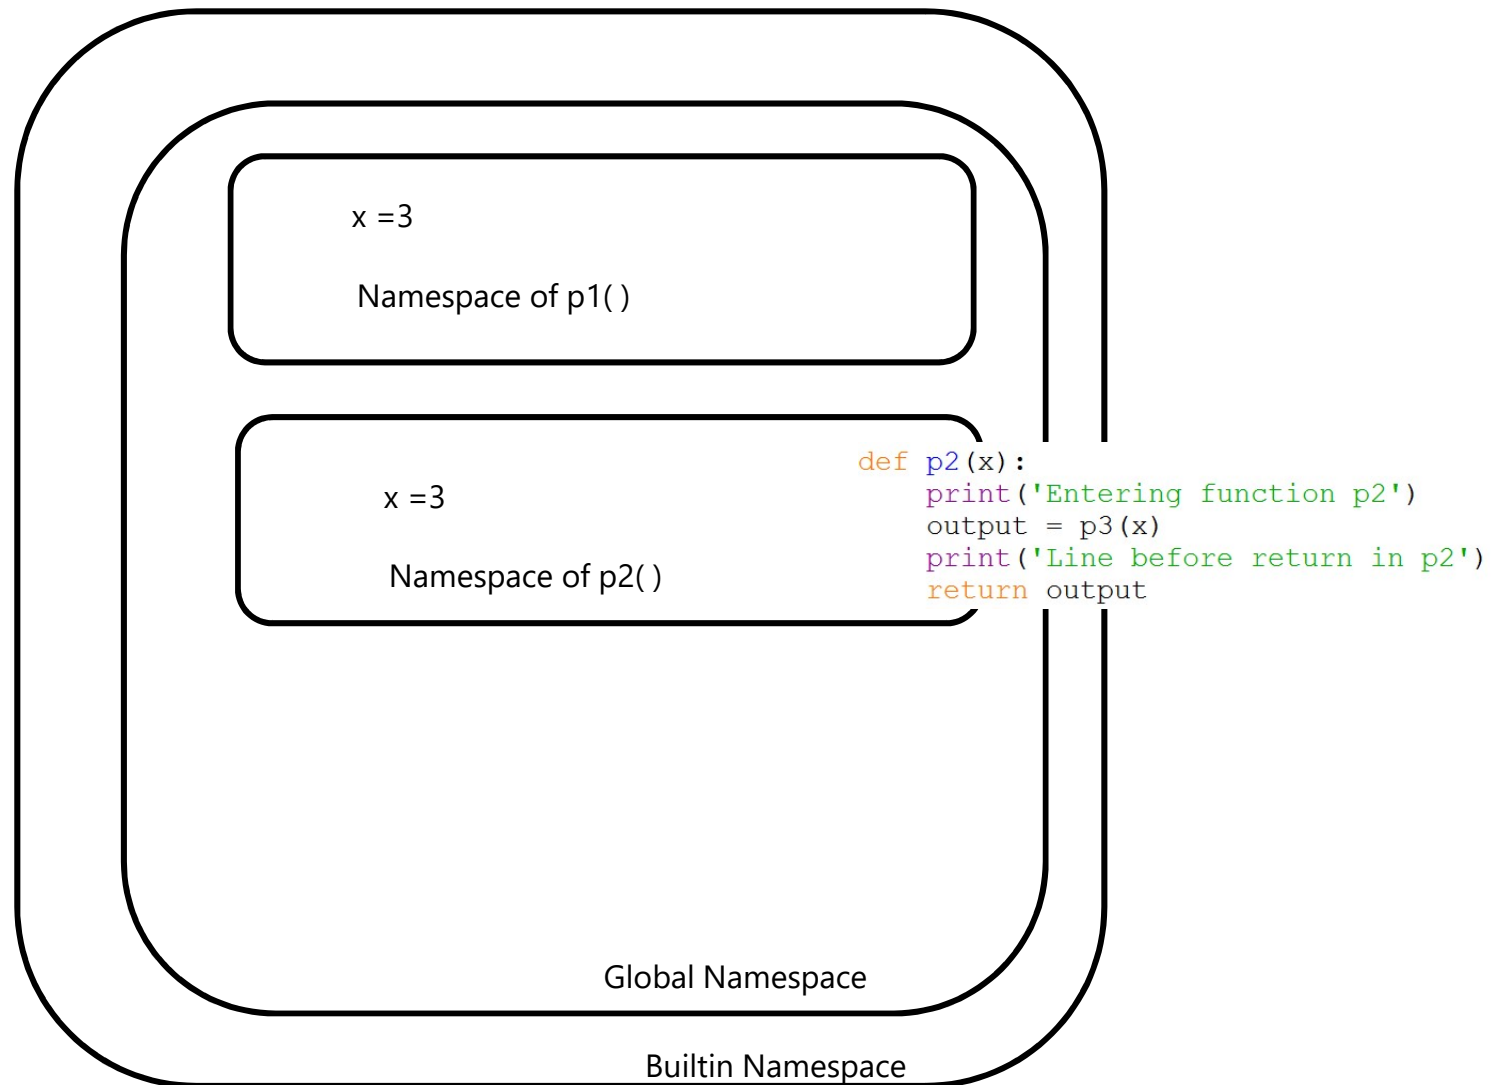 x =3
Namespace of p1( )
x =3
Namespace of p2( )
def p2(x):
    print('Entering function p2')
    output = p3(x)
    print('Line before return in p2')
    return output
Global Namespace
Builtin Namespace